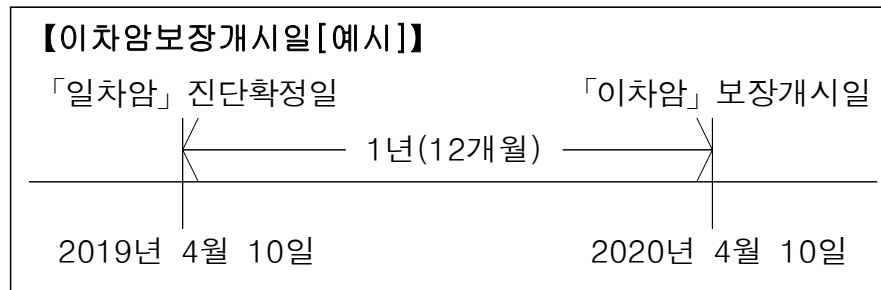 【이차암보장개시일[예시]】
「일차암」진단확정일 「이차암」보장개시일
1년(12개월)
2019년 4월 10일 2020년 4월 10일